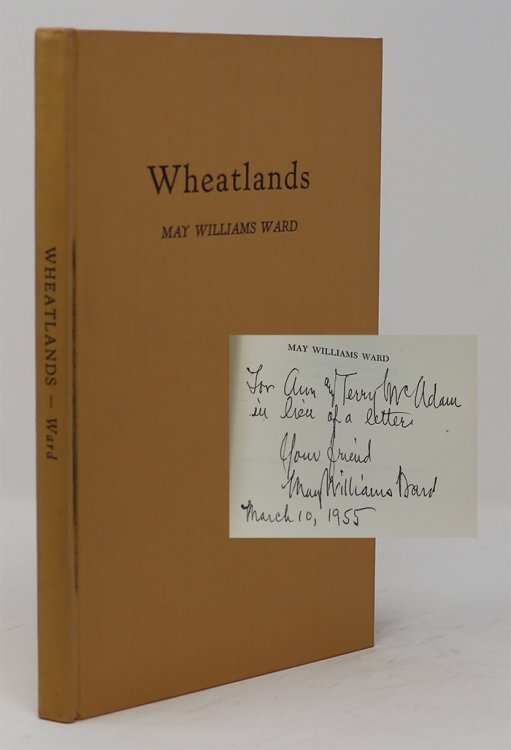 Wheatlands
MAY WILLIAMS WARD
WHEATLANDS — Ward
MAY WILLIAMS WARD
For Ann & Terry McAdam
in lieu of a letter.
Your friend
May Williams Ward
March 10, 1955